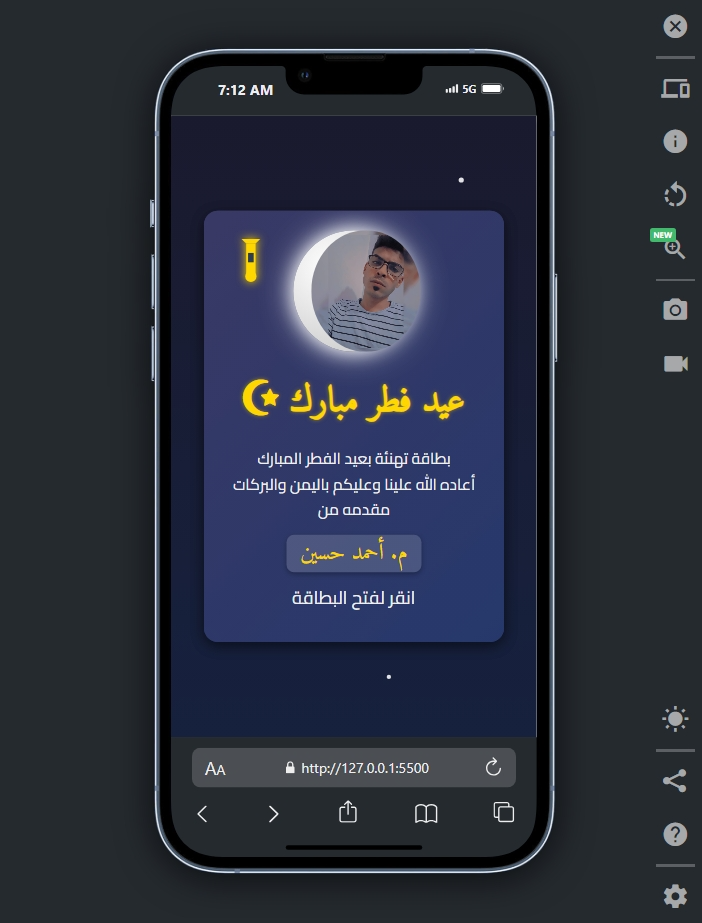 NEW
7:12 AM
5G
عيد فطر مبارك
بطاقة تهنئة بعيد الفطر المبارك
أعاده الله علينا وعليكم باليمن والبركات
مقدمه من
م. أحمد حسين
انقر لفتح البطاقة
AA
http://127.0.0.1:5500